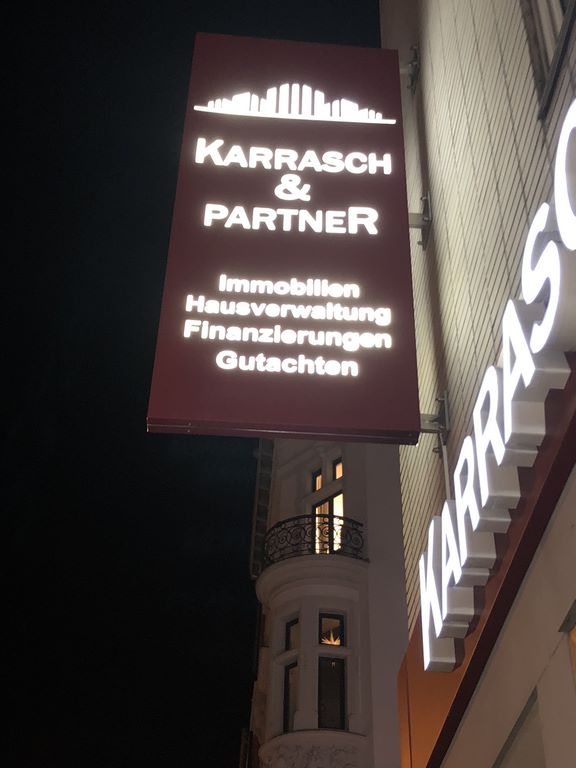 KARRASCH
&
PARTNER
Immobilien
Hausverwaltung
Finanzierungen
Gutachten
KARRASC